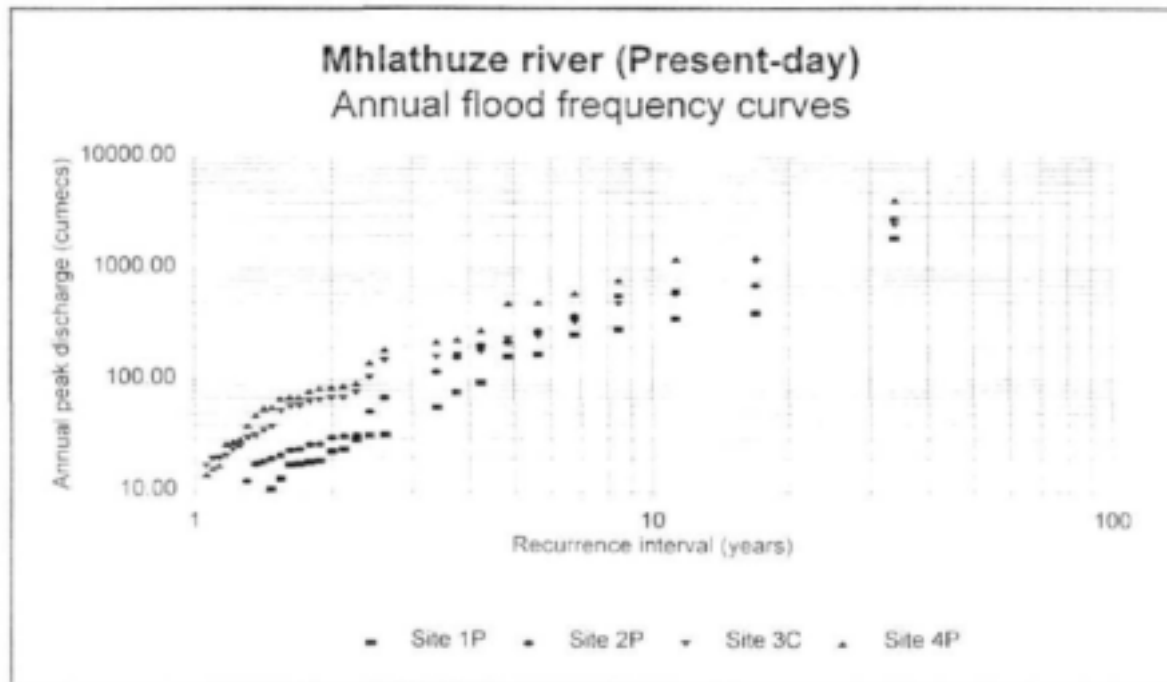 Mhlathuze river (Present-day)
Annual flood frequency curves
Annual peak discharge (cumecs)
10000.00
1000.00
100.00
10.00
1
10
100
Recurrence interval (years)
Site 1P
Site 2P
Site 3C
Site 4P